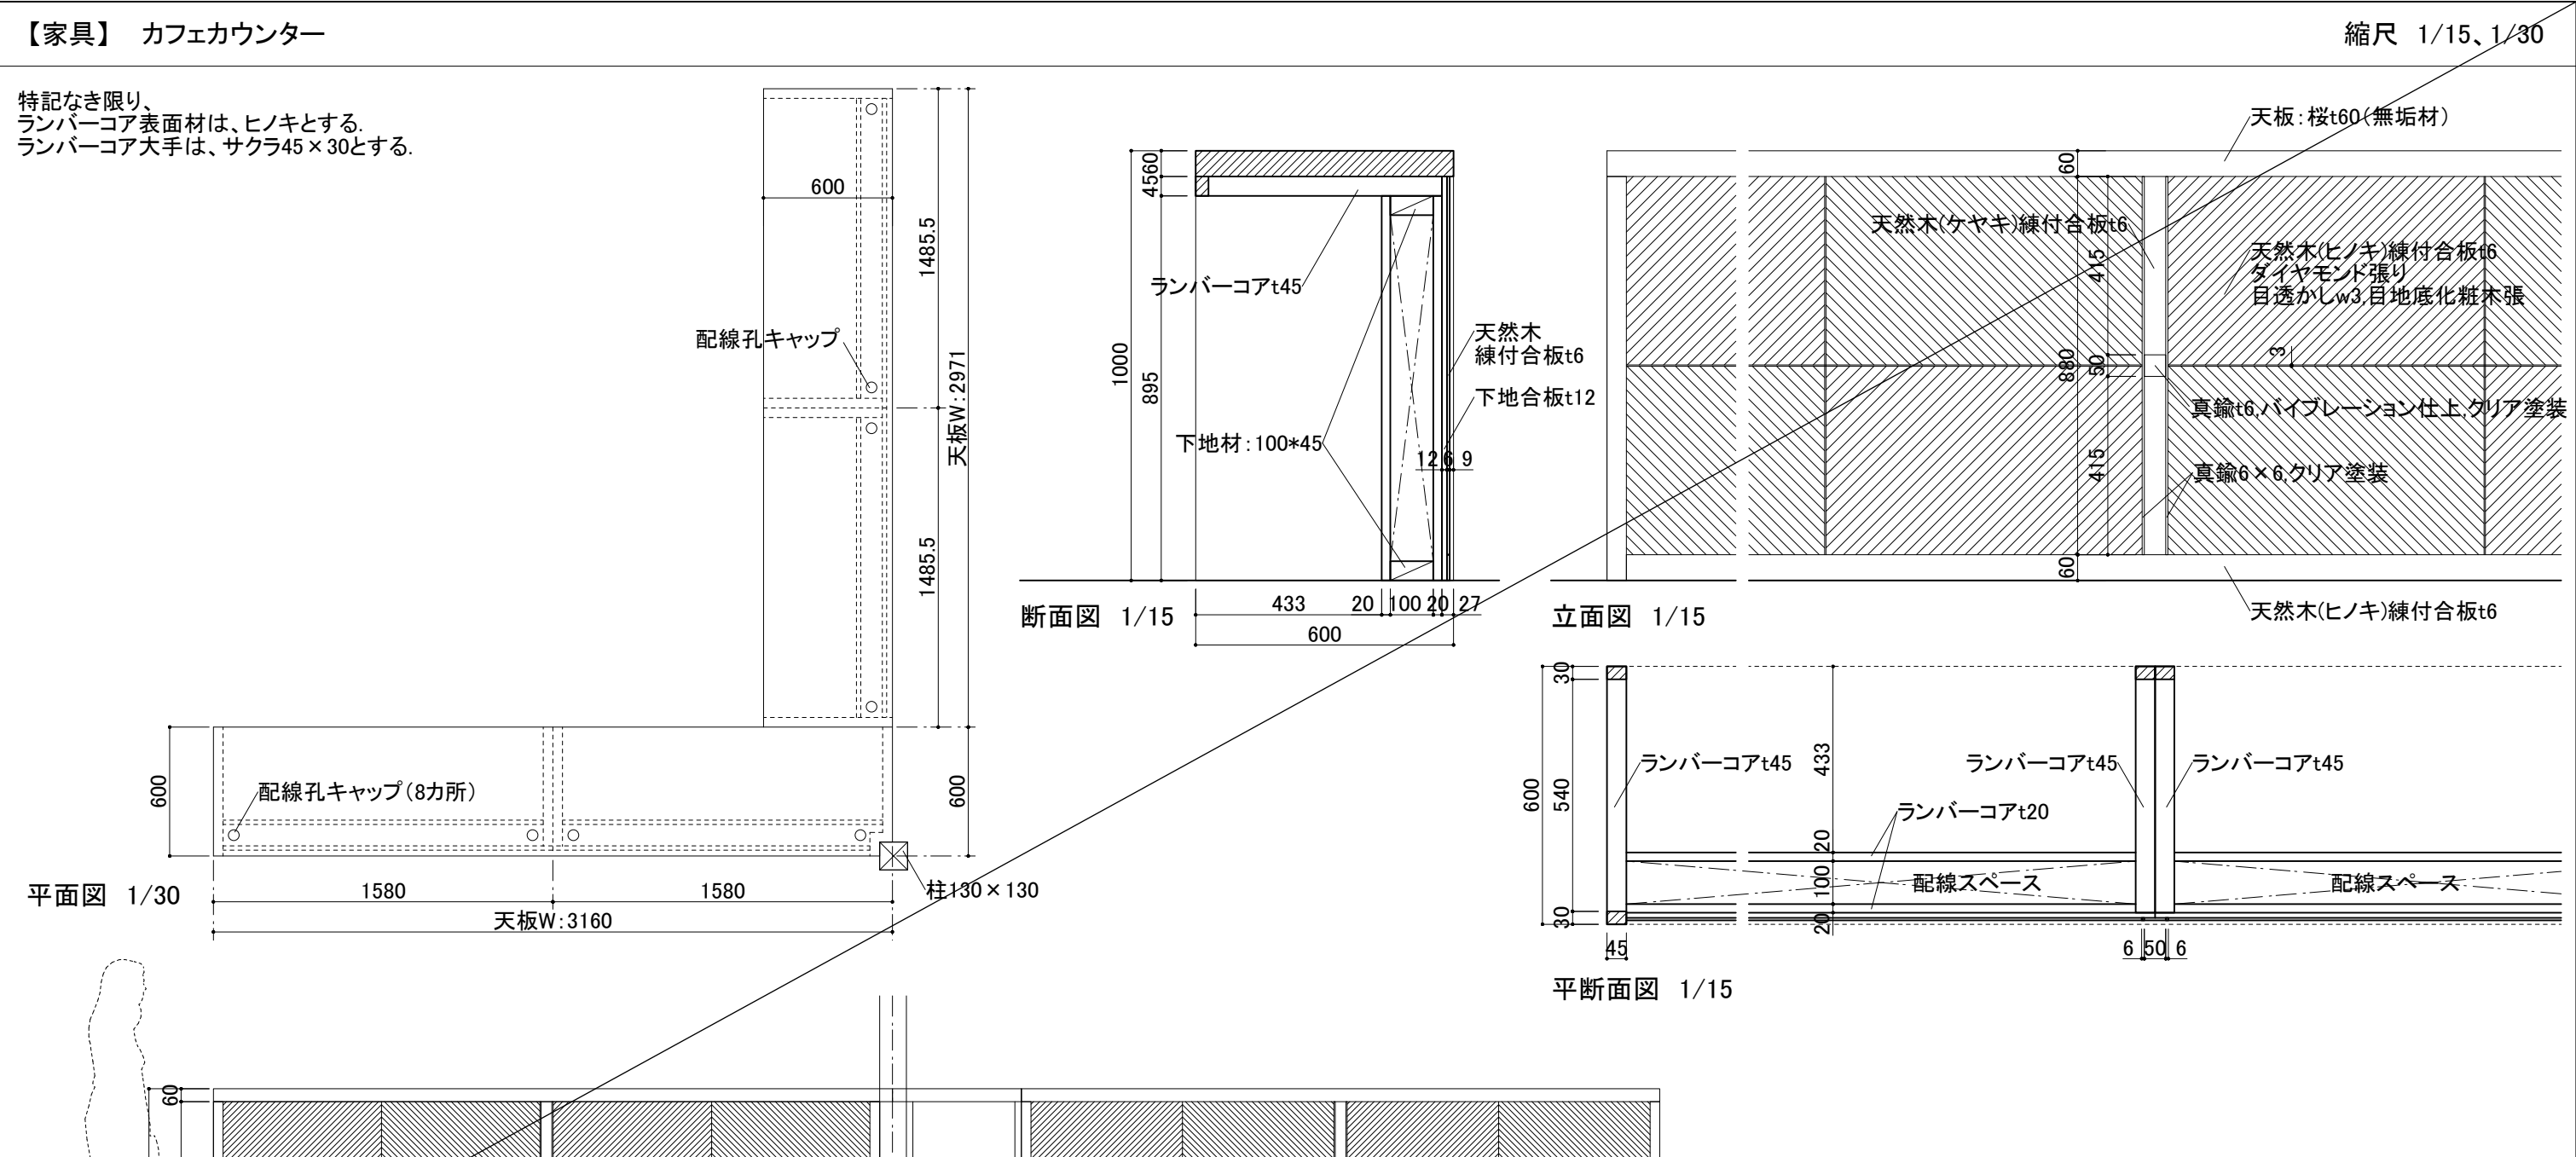 【家具】 カフェカウンター
縮尺 1/15、1/30
特記なき限り、
ランバーコア表面材は、ヒノキとする.
ランバーコア大手は、サクラ45×30とする.
600
1485.5
配線孔キャップ
天板W:2971
1485.5
600
配線孔キャップ(8カ所)
600
柱130×130
1580
1580
天板W:3160
平面図 1/30
60
45
1000
895
ランバーコアt45
天然木
練付合板t6
下地合板t12
下地材:100*45
12
6
9
433
20
100
20
27
600
断面図 1/15
天板:桜t60(無垢材)
60
天然木(ケヤキ)練付合板t6
415
天然木(ヒノキ)練付合板t6
ダイヤモンド張り
目透かしw3,目地底化粧木張
880
50
3
真鍮t6,バイブレーション仕上,クリア塗装
415
真鍮6×6,クリア塗装
60
天然木(ヒノキ)練付合板t6
立面図 1/15
30
ランバーコアt45
433
ランバーコアt45
ランバーコアt45
600
540
ランバーコアt20
20
100
配線スペース
配線スペース
30
20
45
6
50
6
平断面図 1/15
60